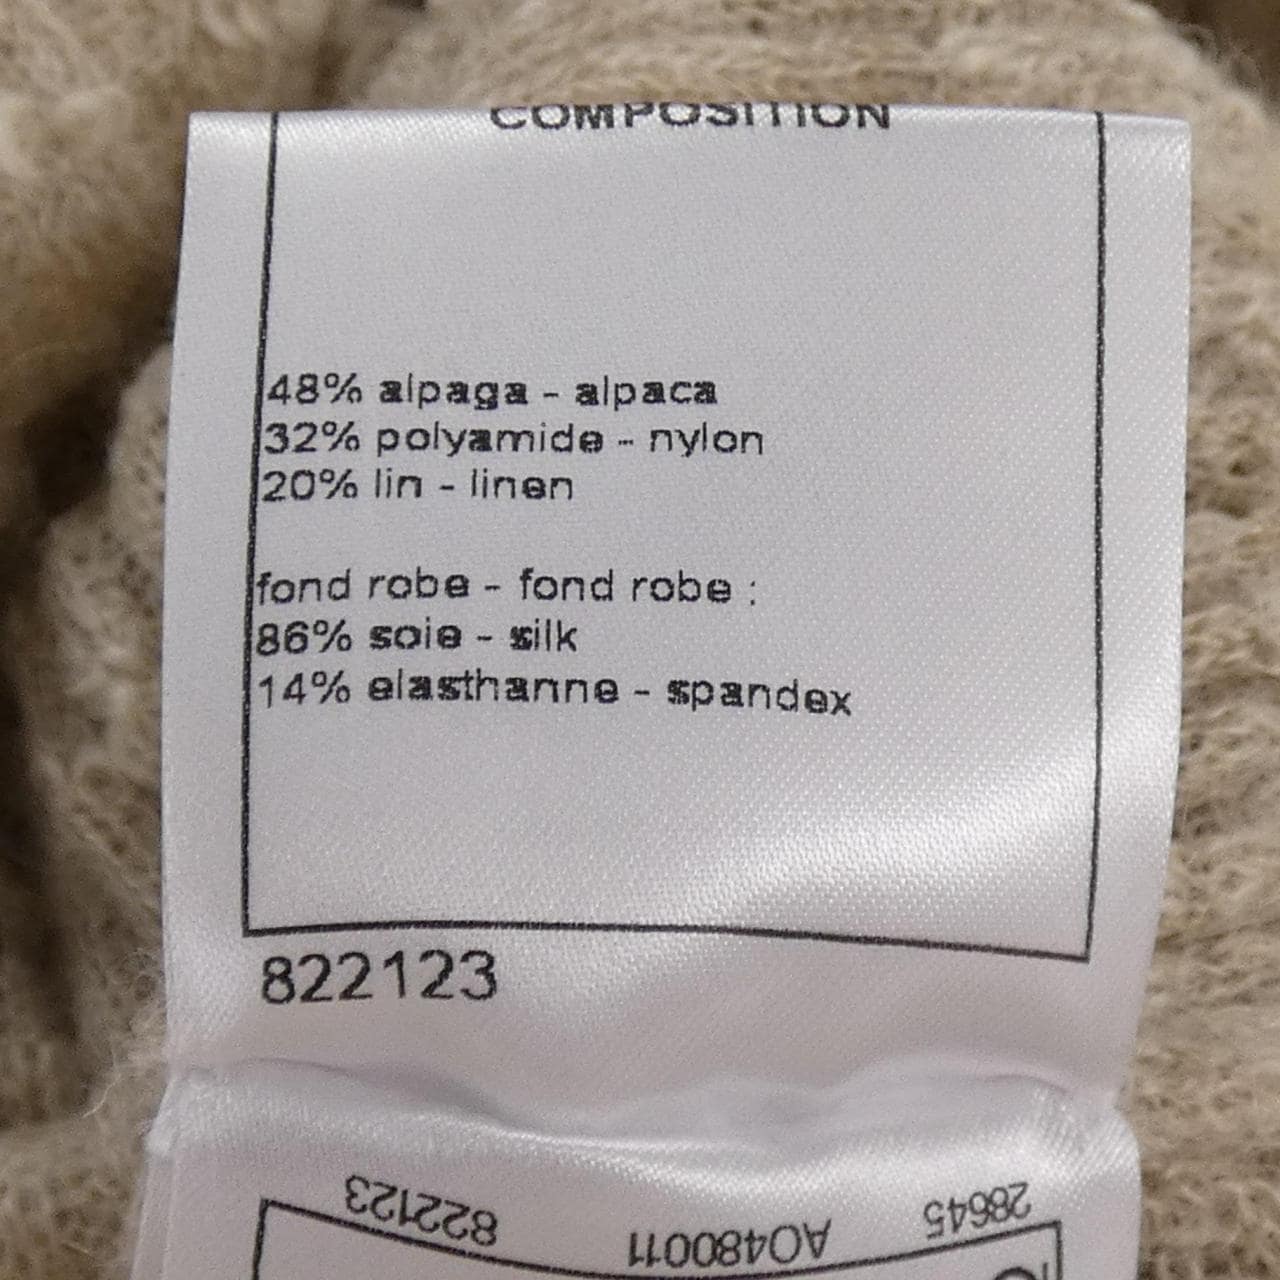 COMPOSITION
48% alpaga - alpaca
32% polyamide - nylon
20% lin - linen
fond robe - fond robe :
86% soie - silk
14% elasthanne - spandex
822123
822123 AO480011 28645